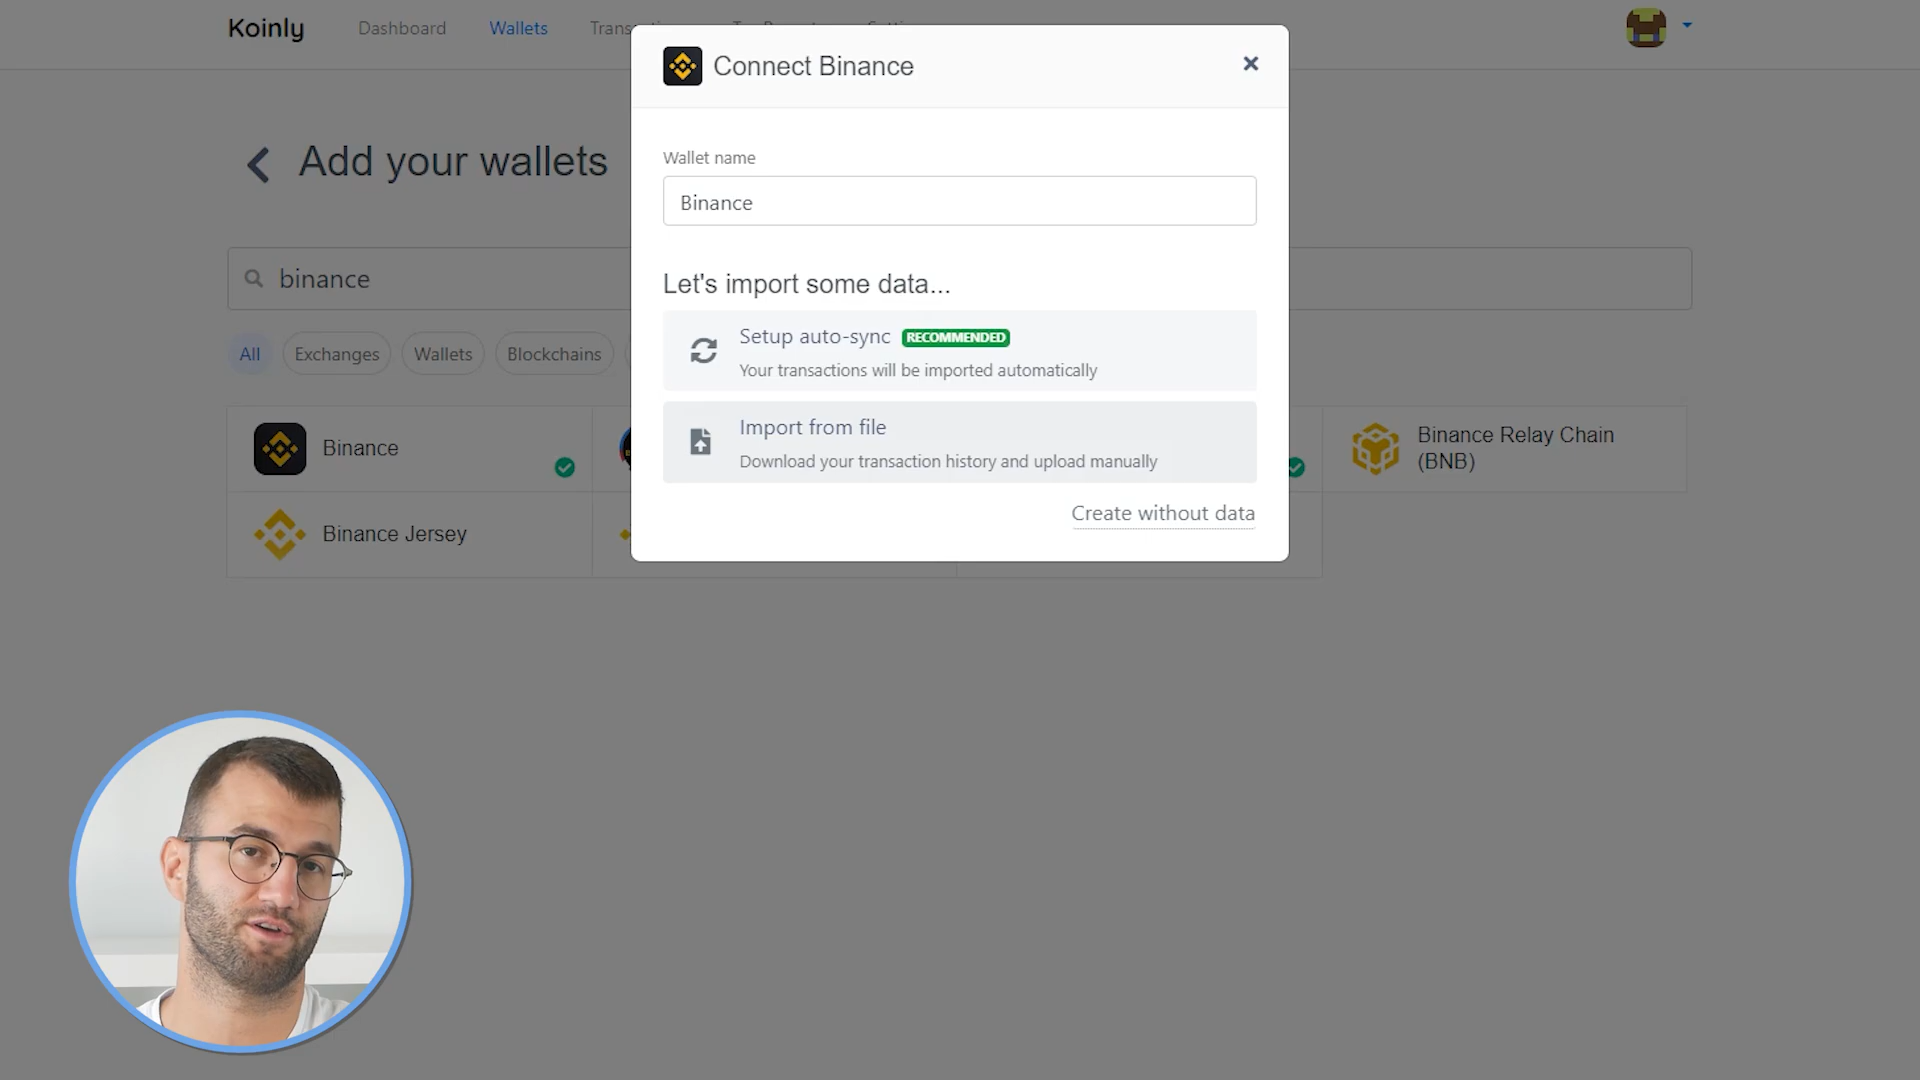 Koinly
Dashboard
Wallets
Connect Binance
Add your wallets
Wallet name
Binance
binance
Let's import some data...
All
Exchanges
Wallets
Blockchains
Setup auto-sync RECOMMENDED
Your transactions will be imported automatically
Import from file
Download your transaction history and upload manually
Create without data
Binance
Binance Relay Chain
(BNB)
Binance Jersey